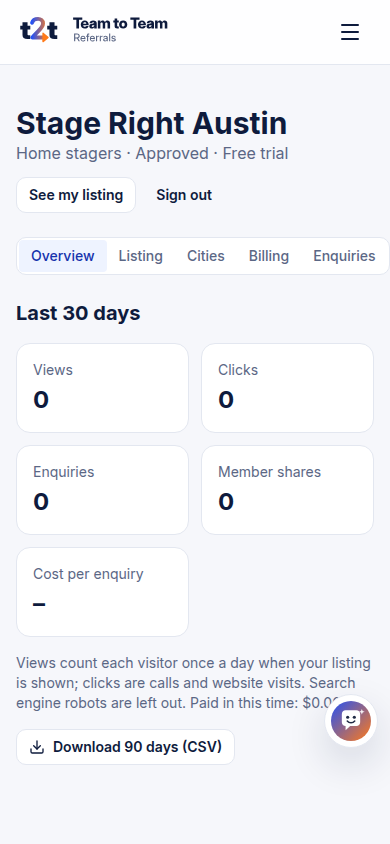 t2t
Team to Team
Referrals
Stage Right Austin
Home stagers · Approved · Free trial
See my listing
Sign out
Overview
Listing
Cities
Billing
Enquiries
Last 30 days
Views
0
Clicks
0
Enquiries
0
Member shares
0
Cost per enquiry
–
Views count each visitor once a day when your listing
is shown; clicks are calls and website visits. Search
engine robots are left out. Paid in this time:
Download 90 days (CSV)